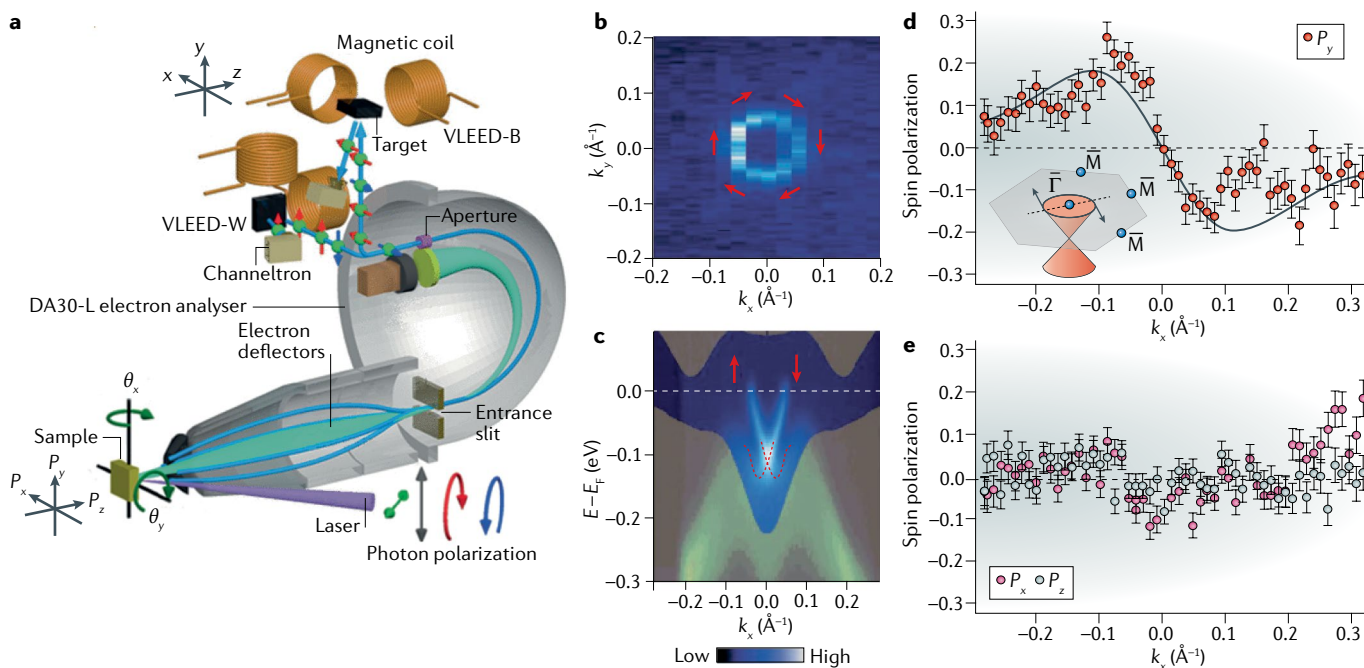 a
y
x
z
Magnetic coil
VLEED-B
Target
VLEED-W
Aperture
Channeltron
DA30-L electron analyser
Electron
deflectors
θx
Entrance
slit
Sample
Py
Px
Pz
θy
Laser
Photon polarization
b
0.2
0.1
0.0
−0.1
−0.2
ky (Å–1)
−0.2 −0.1 0.0 0.1 0.2
kx (Å–1)
c
0.0
−0.1
−0.2
−0.3
E – EF (eV)
−0.2 −0.1 0.0 0.1 0.2
kx (Å–1)
Low High
d
0.3
0.2
0.1
0.0
−0.1
−0.2
−0.3
Spin polarization
Py
M̅
Γ̅
M̅
M̅
−0.3 −0.2 −0.1 0.0 0.1 0.2 0.3
kx (Å–1)
e
0.3
0.2
0.1
−0.0
−0.1
−0.2
−0.3
Spin polarization
Px Pz
−0.3 −0.2 −0.1 0.0 0.1 0.2 0.3
kx (Å–1)